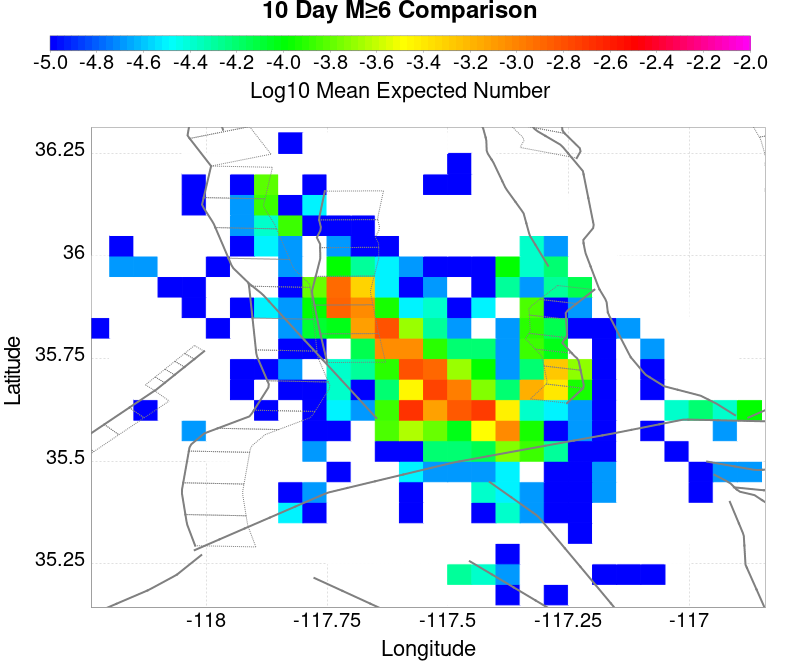 10 Day M≥6 Comparison
-5.0 -4.8 -4.6 -4.4 -4.2 -4.0 -3.8 -3.6 -3.4 -3.2 -3.0 -2.8 -2.6 -2.4 -2.2 -2.0
Log10 Mean Expected Number
36.25
36
35.75
35.5
35.25
Latitude
-118 -117.75 -117.5 -117.25 -117
Longitude